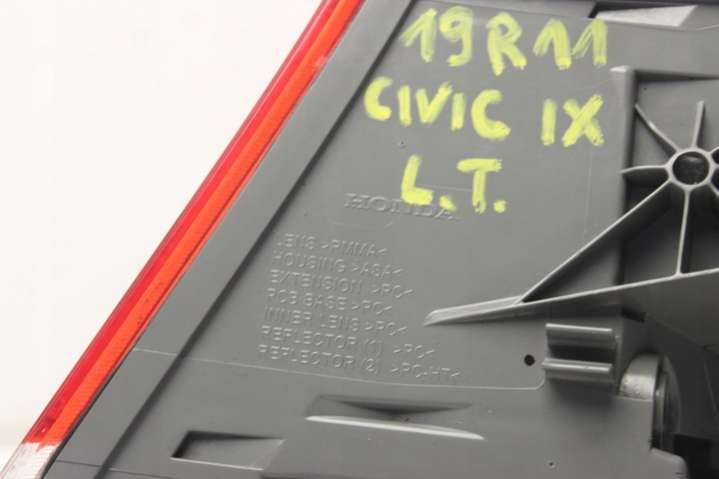 19R11
CIVIC IX
L.T.
HONDA
LENS >PMMA<
HOUSING >ASA<
EXTENSION >PC<
PCB BASE >PC<
INNER LENS >PC<
REFLECTOR (1) >PC<
REFLECTOR (2) >PC-HT<